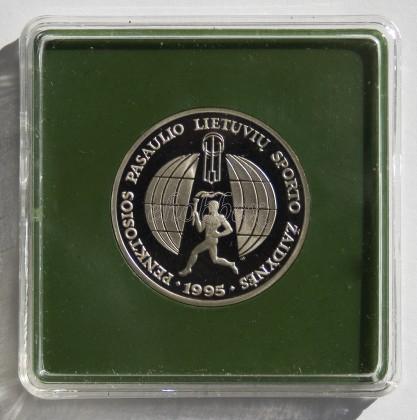 PENKTOSIOS PASAULIO LIETUVIŲ SPORTO ŽAIDYNĖS
· 1995 ·